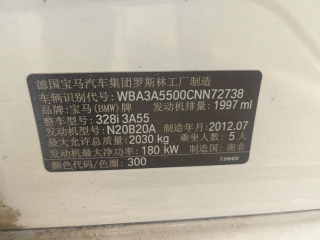 德国宝马汽车集团罗斯林工厂制造
车辆识别代号: WBA3A5500CNN72738
品牌: 宝马(BMW)牌 发动机排量: 1997 ml
整车型号: 328i 3A55
发动机型号: N20B20A 制造年月: 2012.07
最大允许总质量: 2030 kg 乘坐人数: 5 人
发动机最大净功率: 180 kW 制造国: 南非
颜色代码/色圈: 300